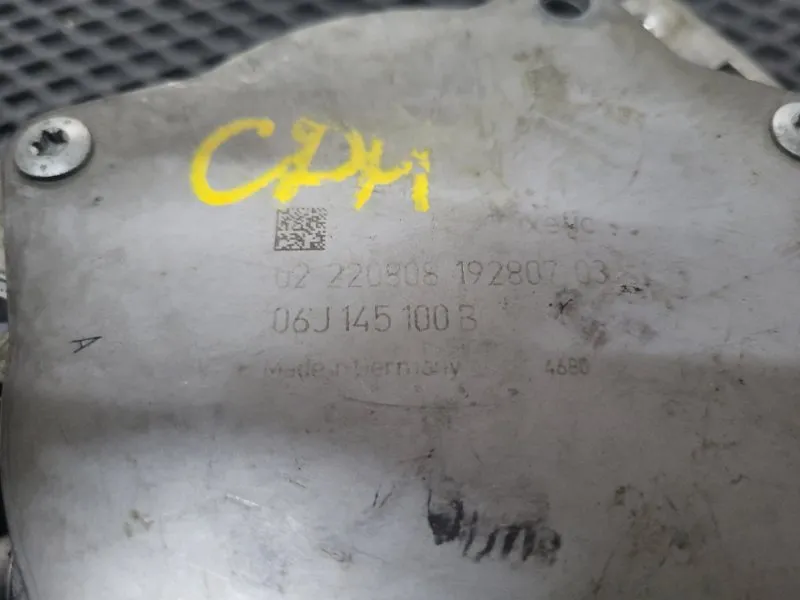 CDH
02 220808 192807 03
06J 145 100 B
A
Made in Germany 4680